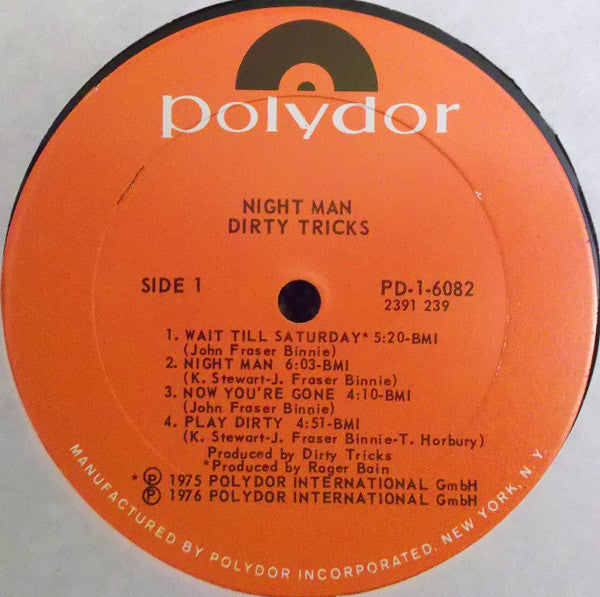 polydor
NIGHT MAN
DIRTY TRICKS
SIDE 1
PD-1-6082
2391 239
1. WAIT TILL SATURDAY* 5:20-BMI
(John Fraser Binnie)
2. NIGHT MAN 6:03-BMI
(K. Stewart-J. Fraser Binnie)
3. NOW YOU'RE GONE 4:10-BMI
(John Fraser Binnie)
4. PLAY DIRTY 4:51-BMI
(K. Stewart-J. Fraser Binnie-T. Horbury)
Produced by Dirty Tricks
*Produced by Roger Bain
* Ⓟ 1975 POLYDOR INTERNATIONAL GmbH
Ⓟ 1976 POLYDOR INTERNATIONAL GmbH
MANUFACTURED BY POLYDOR INCORPORATED, NEW YORK, N. Y.